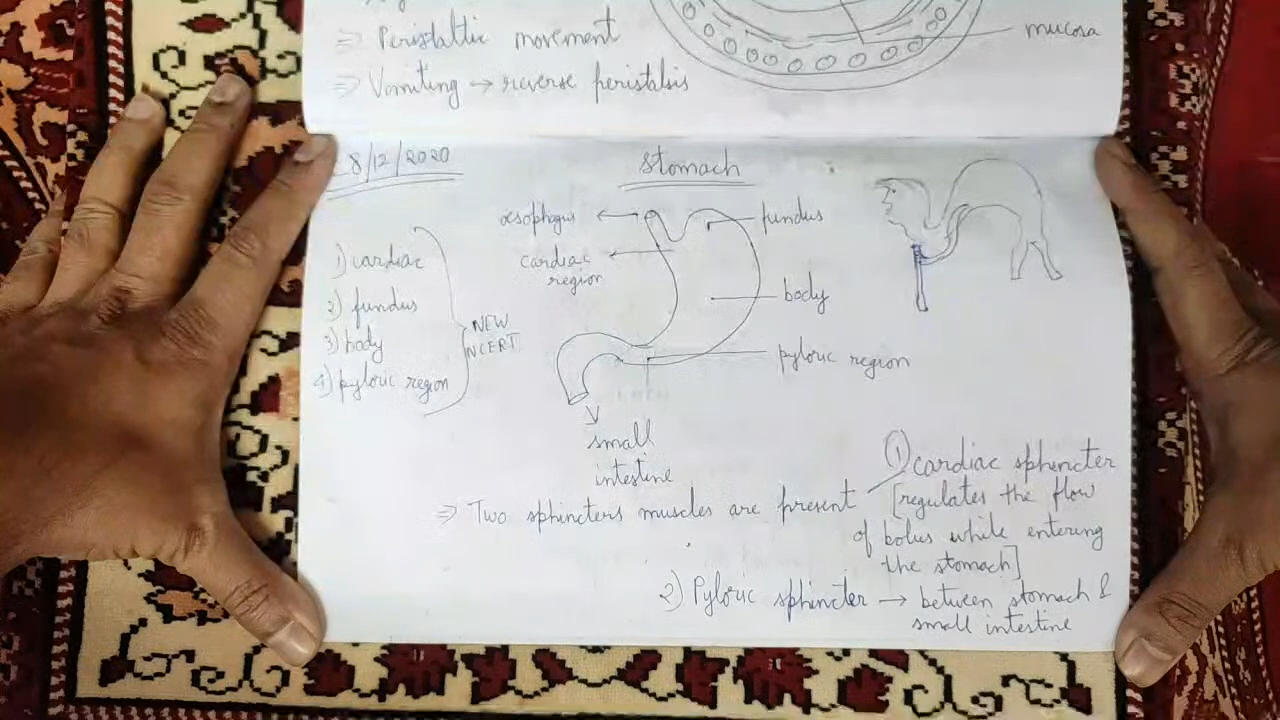 ⇒ Peristaltic movement
mucosa
⇒ Vomiting → reverse peristalsis
8/12/2020
Stomach
oesophagus
fundus
cardiac
region
1) cardiac
2) fundus
3) body
4) pyloric region
NEW
NCERT
body
pyloric region
small
intestine
⇒ Two sphincters muscles are present
1) cardiac sphincter
[regulates the flow
of bolus while entering
the stomach]
2) Pyloric sphincter → between stomach &
small intestine